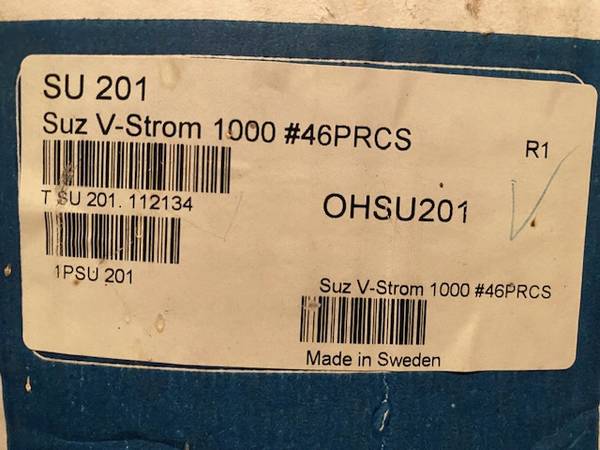 SU 201
Suz V-Strom 1000 #46PRCS
R1
T SU 201. 112134
OHSU201
1PSU 201
Suz V-Strom 1000 #46PRCS
Made in Sweden